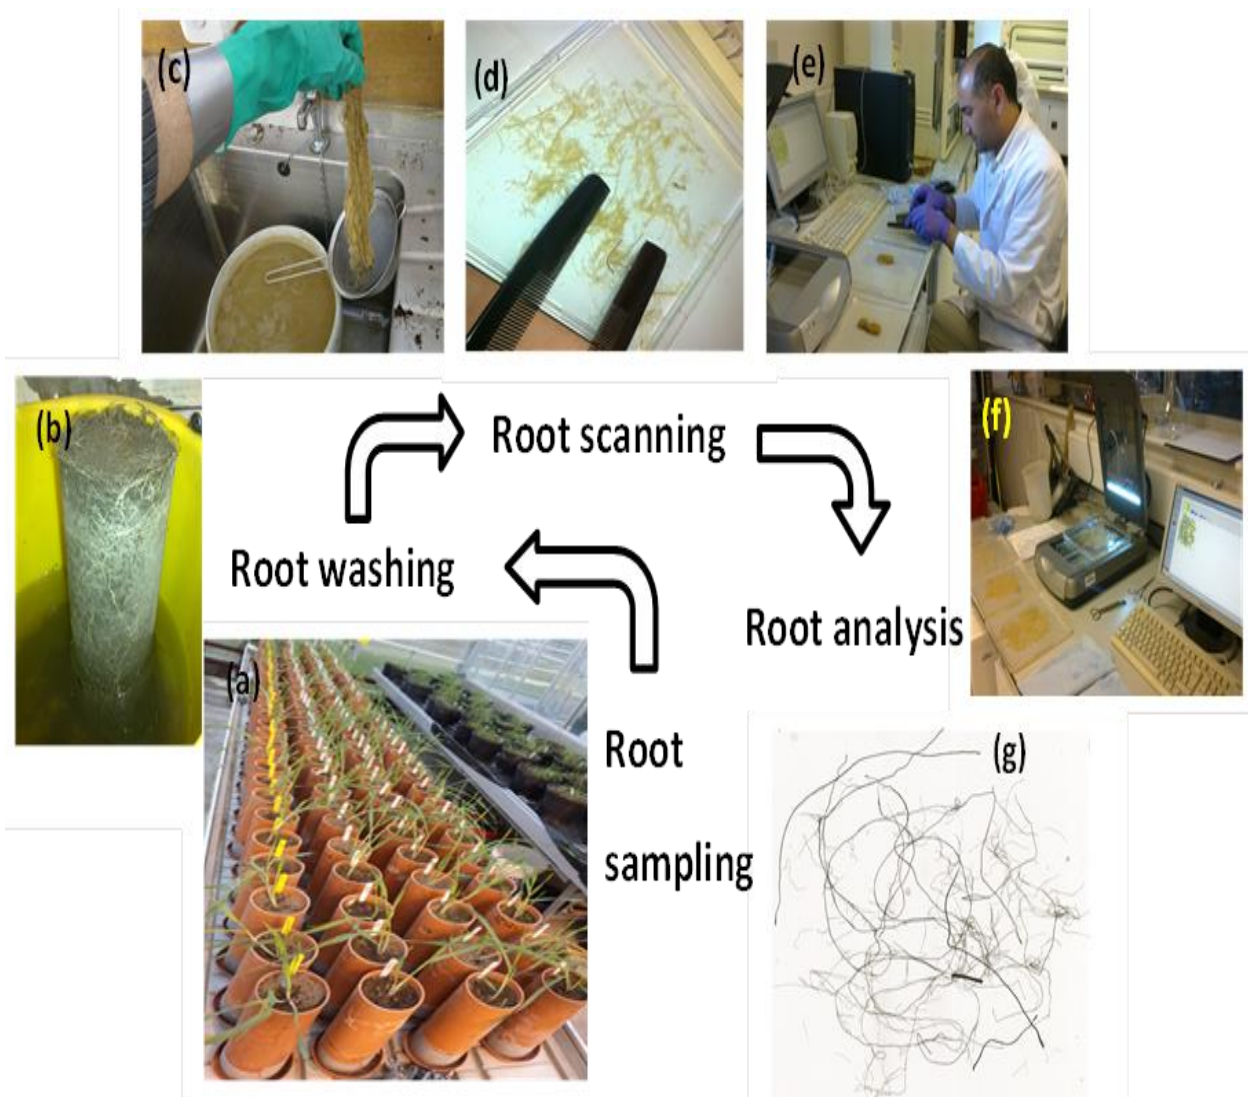 (c)
(d)
(e)
(b)
Root scanning
(f)
Root washing
Root analysis
(a)
Root
sampling
(g)